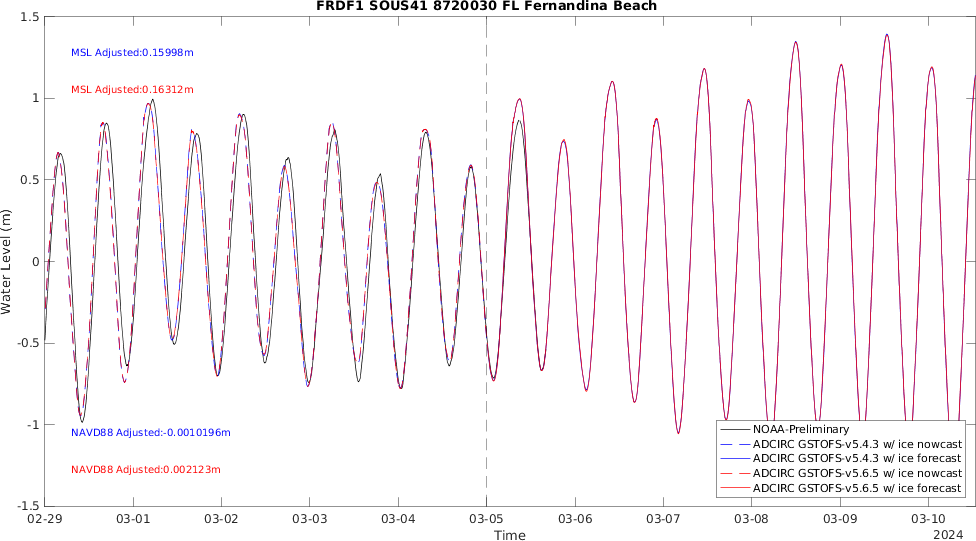 FRDF1 SOUS41 8720030 FL Fernandina Beach
1.5
1
0.5
0
-0.5
-1
-1.5
Water Level (m)
MSL Adjusted:0.15998m
MSL Adjusted:0.16312m
NAVD88 Adjusted:-0.0010196m
NAVD88 Adjusted:0.002123m
NOAA-Preliminary
ADCIRC GSTOFS-v5.4.3 w/ ice nowcast
ADCIRC GSTOFS-v5.4.3 w/ ice forecast
ADCIRC GSTOFS-v5.6.5 w/ ice nowcast
ADCIRC GSTOFS-v5.6.5 w/ ice forecast
02-29 03-01 03-02 03-03 03-04 03-05 03-06 03-07 03-08 03-09 03-10
Time
2024